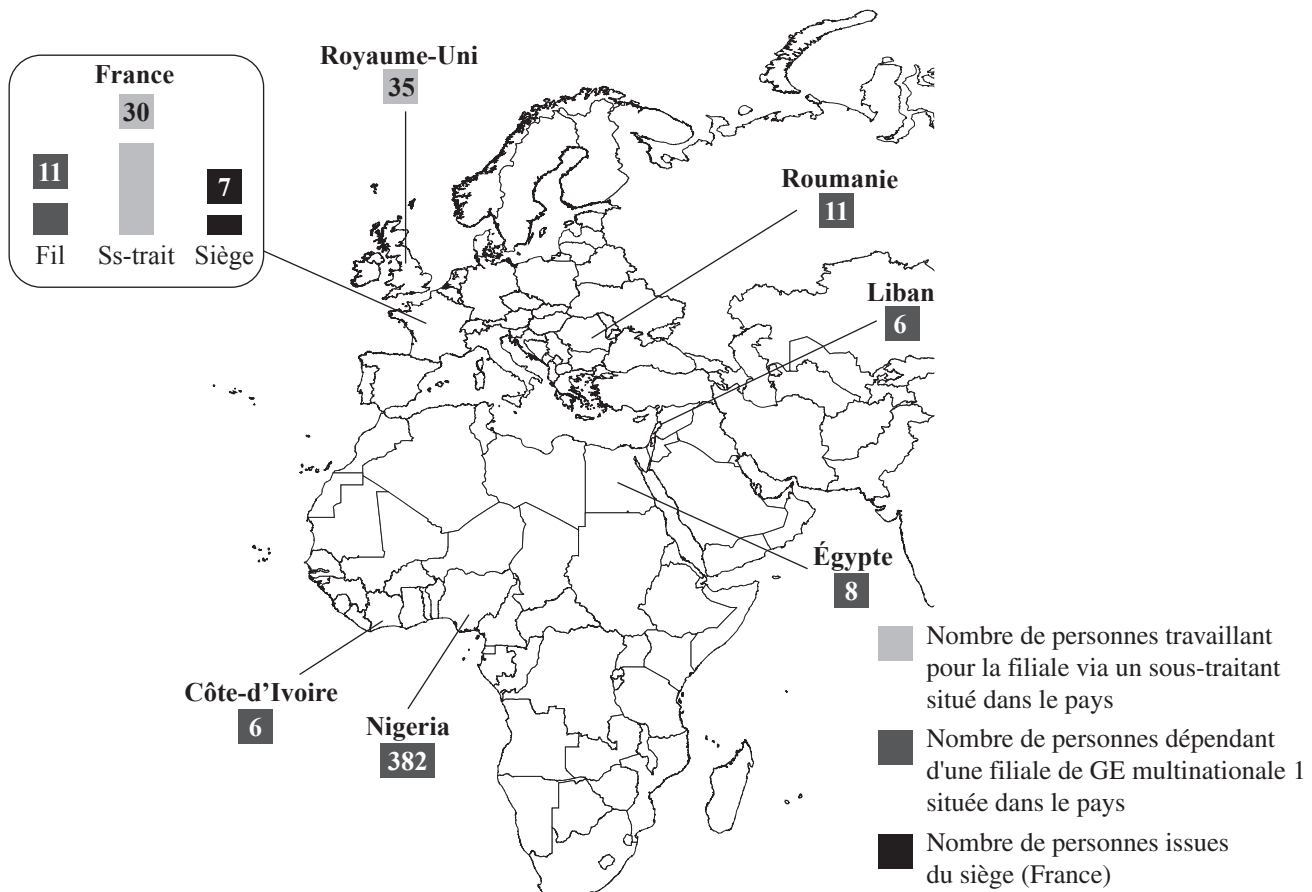 France
30
11
7
Fil Ss-trait Siège
Royaume-Uni
35
Roumanie
11
Liban
6
Égypte
8
Côte-d’Ivoire
6
Nigeria
382
Nombre de personnes travaillant
pour la filiale via un sous-traitant
situé dans le pays
Nombre de personnes dépendant
d'une filiale de GE multinationale 1
située dans le pays
Nombre de personnes issues
du siège (France)